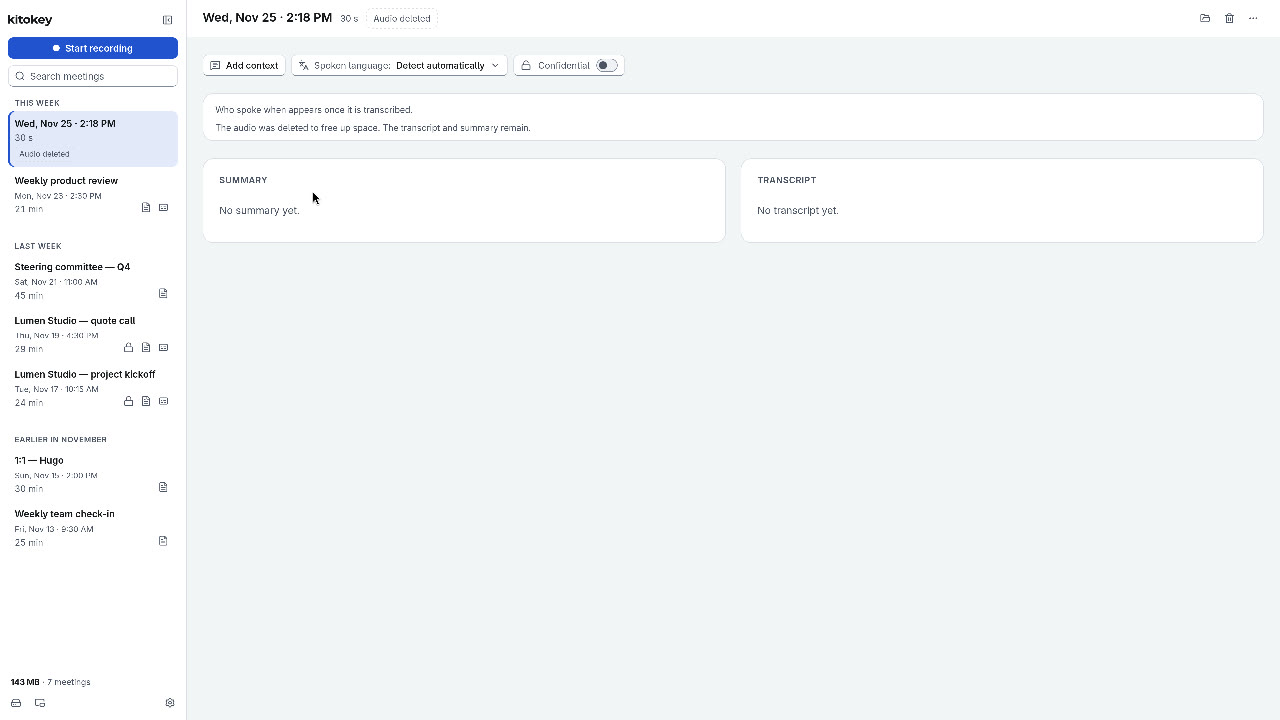 kitokey
Start recording
Search meetings
THIS WEEK
Wed, Nov 25 · 2:18 PM
30 s
Audio deleted
Weekly product review
Mon, Nov 23 · 2:30 PM
21 min
LAST WEEK
Steering committee — Q4
Sat, Nov 21 · 11:00 AM
45 min
Lumen Studio — quote call
Thu, Nov 19 · 4:30 PM
29 min
Lumen Studio — project kickoff
Tue, Nov 17 · 10:15 AM
24 min
EARLIER IN NOVEMBER
1:1 — Hugo
Sun, Nov 15 · 2:00 PM
30 min
Weekly team check-in
Fri, Nov 13 · 9:30 AM
25 min
143 MB · 7 meetings
Wed, Nov 25 · 2:18 PM 30 s Audio deleted
Add context Spoken language: Detect automatically Confidential
Who spoke when appears once it is transcribed.
The audio was deleted to free up space. The transcript and summary remain.
SUMMARY
No summary yet.
TRANSCRIPT
No transcript yet.